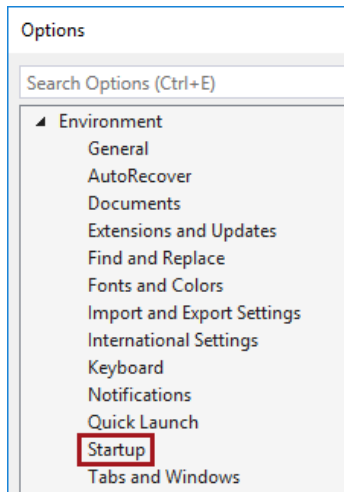 Options
Search Options (Ctrl+E)
Environment
General
AutoRecover
Documents
Extensions and Updates
Find and Replace
Fonts and Colors
Import and Export Settings
International Settings
Keyboard
Notifications
Quick Launch
Startup
Tabs and Windows